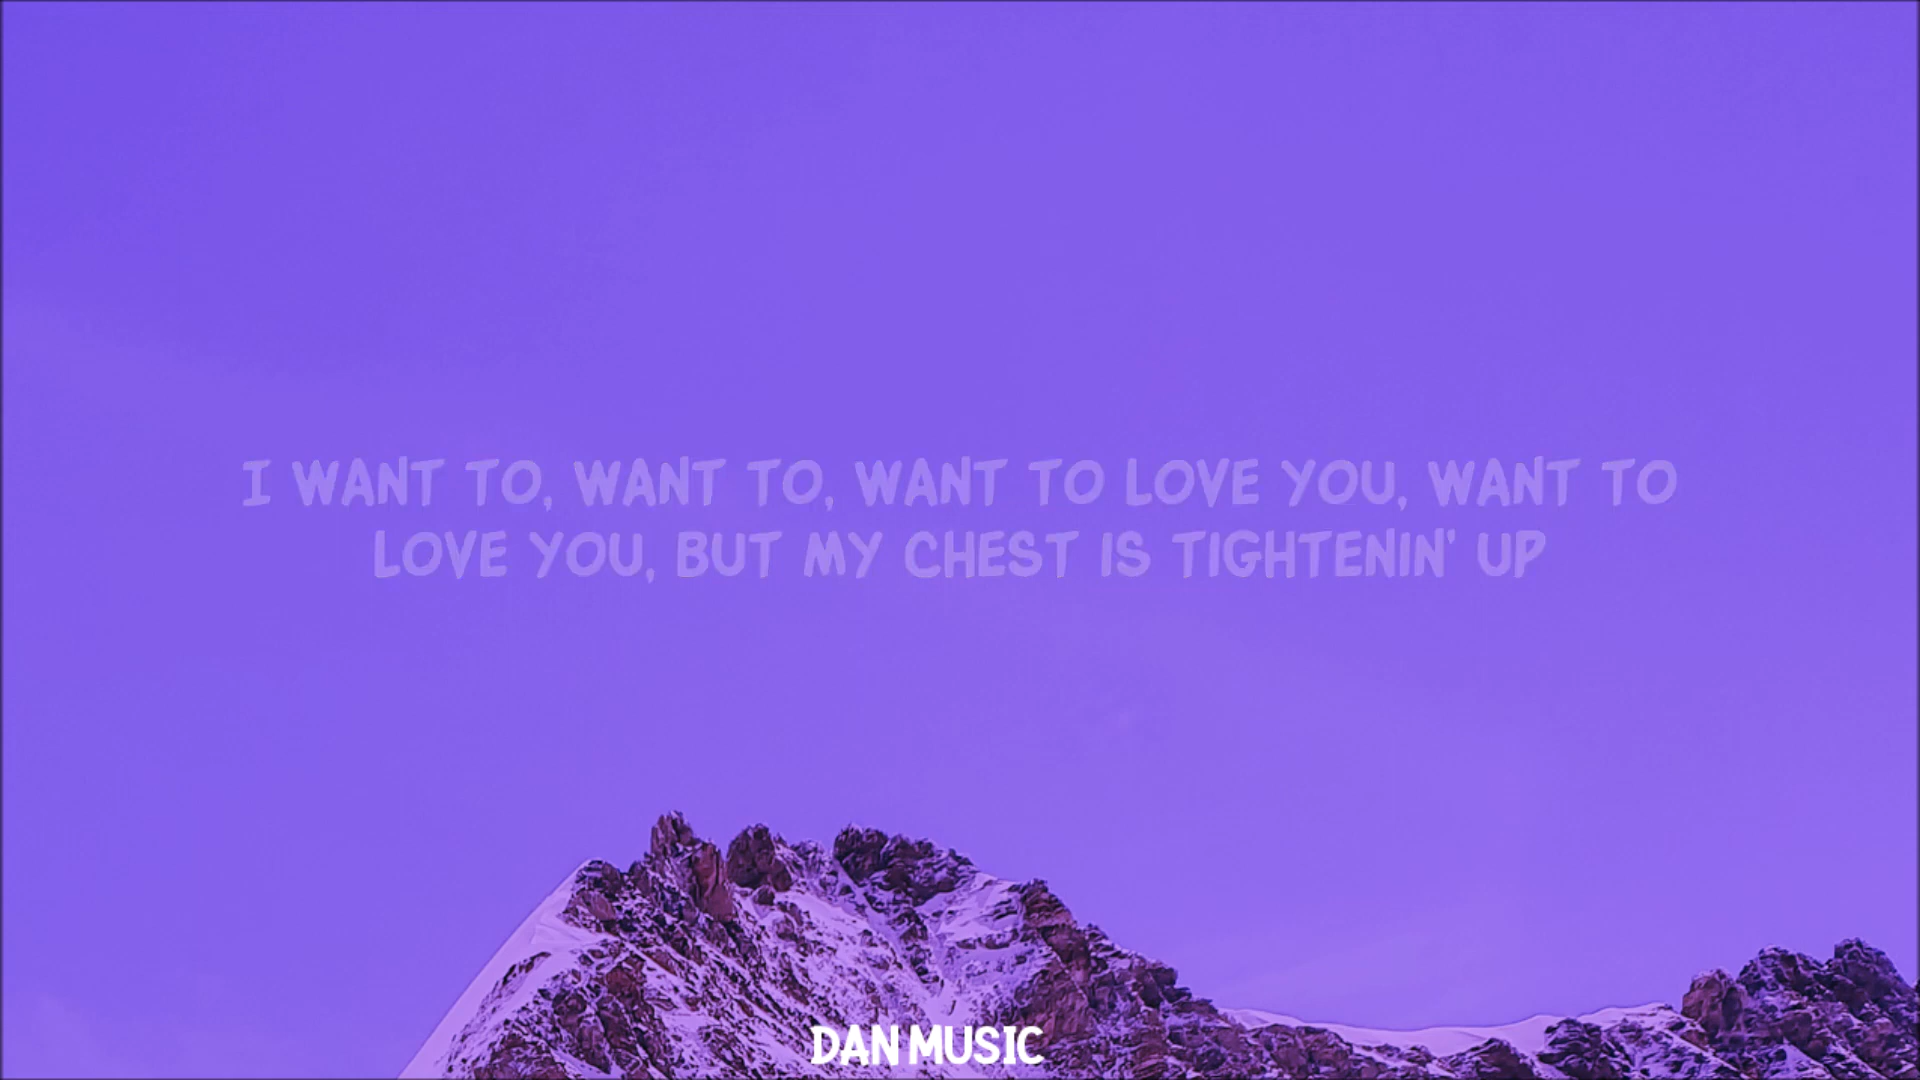 I WANT TO, WANT TO, WANT TO LOVE YOU, WANT TO
LOVE YOU, BUT MY CHEST IS TIGHTENIN' UP
DAN MUSIC